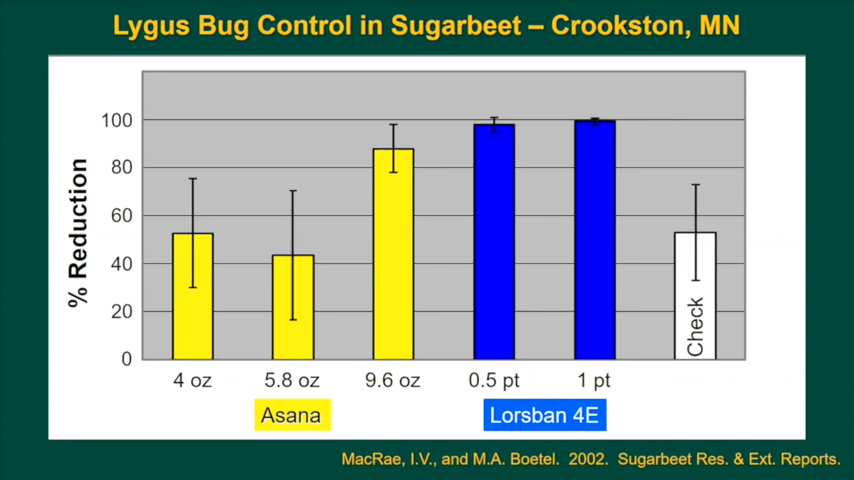 Lygus Bug Control in Sugarbeet – Crookston, MN
% Reduction
100
80
60
40
20
0
Check
4 oz 5.8 oz 9.6 oz 0.5 pt 1 pt
Asana Lorsban 4E
MacRae, I.V., and M.A. Boetel. 2002. Sugarbeet Res. & Ext. Reports.